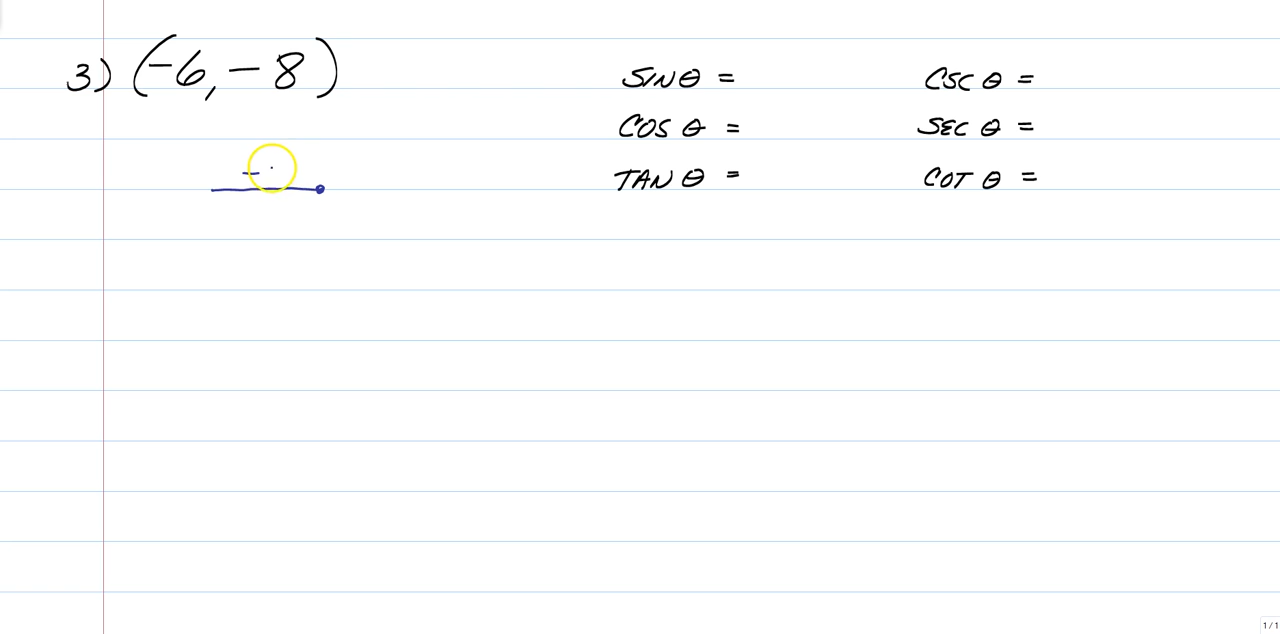 3) (-6, -8)
SIN θ =
CSC θ =
COS θ =
SEC θ =
TAN θ =
COT θ =
-
1 / 1